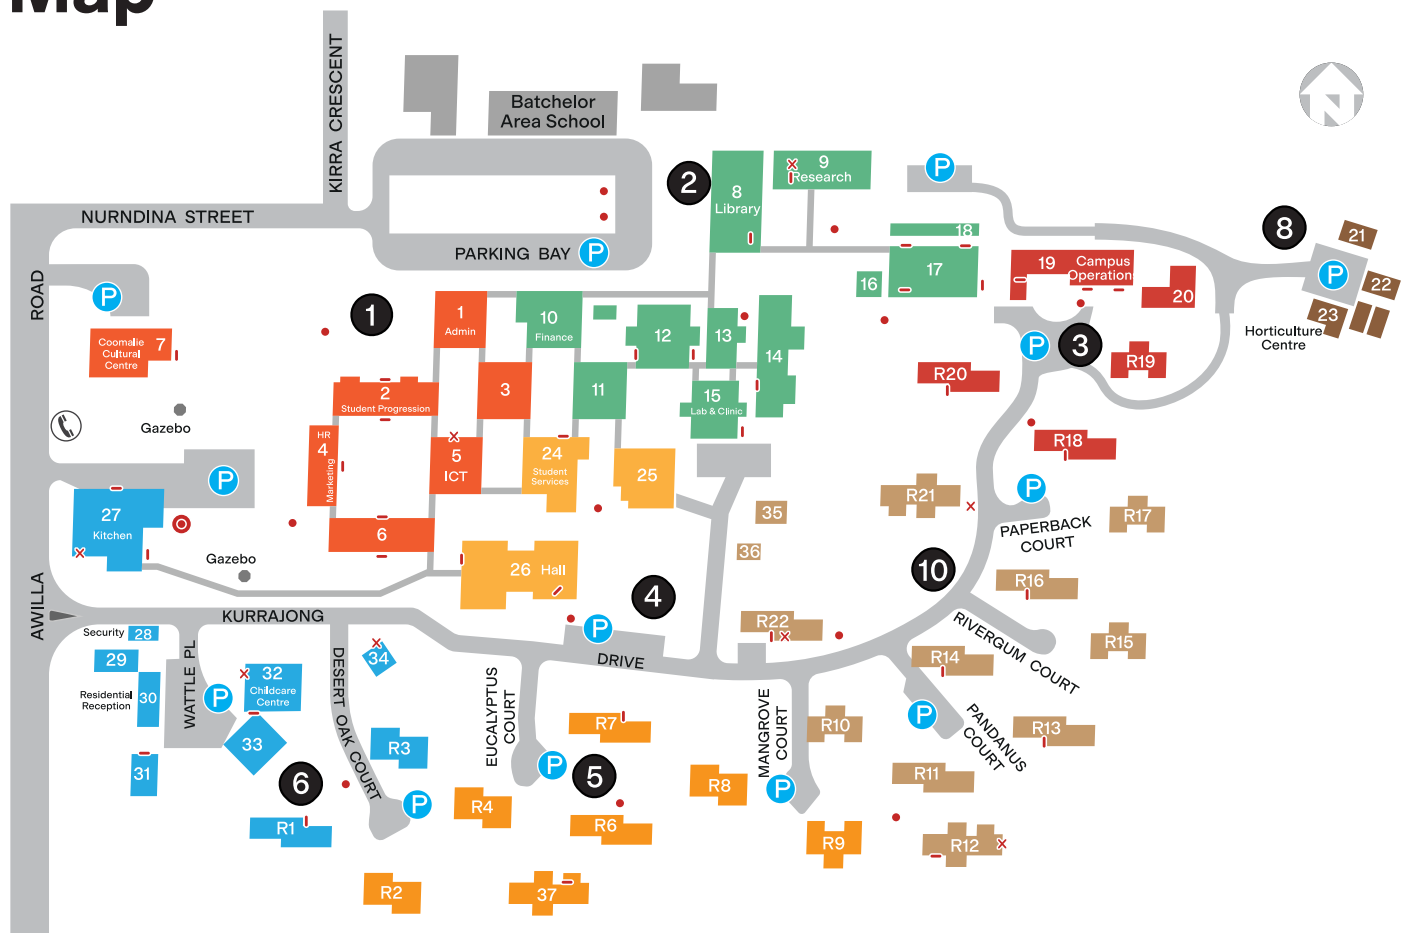 Map
KIRRA CRESCENT
Batchelor
Area School
N
P
2
9
Research
8
Library
NURNDINA STREET
PARKING BAY
P
18
8
21
17
19
Campus
Operation
16
20
P
22
23
Horticulture
Centre
ROAD
P
1
1
Admin
10
Finance
12
13
14
P
3
R19
7
Coomalie
Cultural
Centre
2
Student Progression
3
11
15
Lab & Clinic
R20
Gazebo
HR
4
Marketing
5
ICT
24
Student
Services
25
R18
P
27
Kitchen
6
35
36
R21
P
PAPERBACK
COURT
R17
Gazebo
26
Hall
10
R16
AWILLA
KURRAJONG
4
P
DRIVE
R22
RIVERGUM COURT
R15
Security
28
29
Residential
Reception
30
31
WATTLE PL
P
32
Childcare
Centre
33
34
DESERT OAK COURT
R3
EUCALYPTUS
COURT
R7
MANGROVE
COURT
R10
R14
P
PANDANUS
COURT
R13
6
P
R4
P
5
R8
P
R11
R1
R6
R9
R12
R2
37